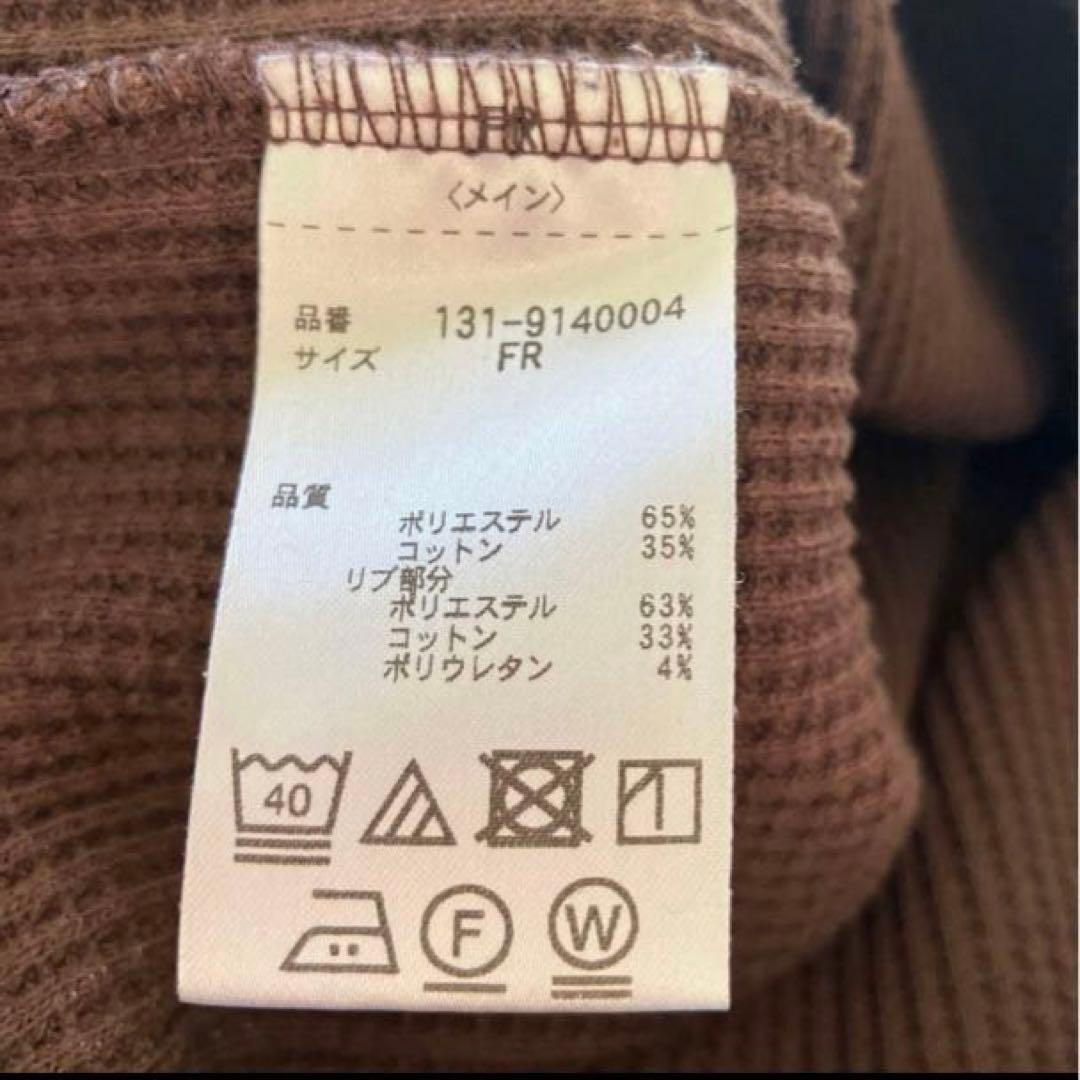 FR
〈メイン〉
品番 131-9140004
サイズ FR
品質
ポリエステル 65%
コットン 35%
リブ部分
ポリエステル 63%
コットン 33%
ポリウレタン 4%
40
F W